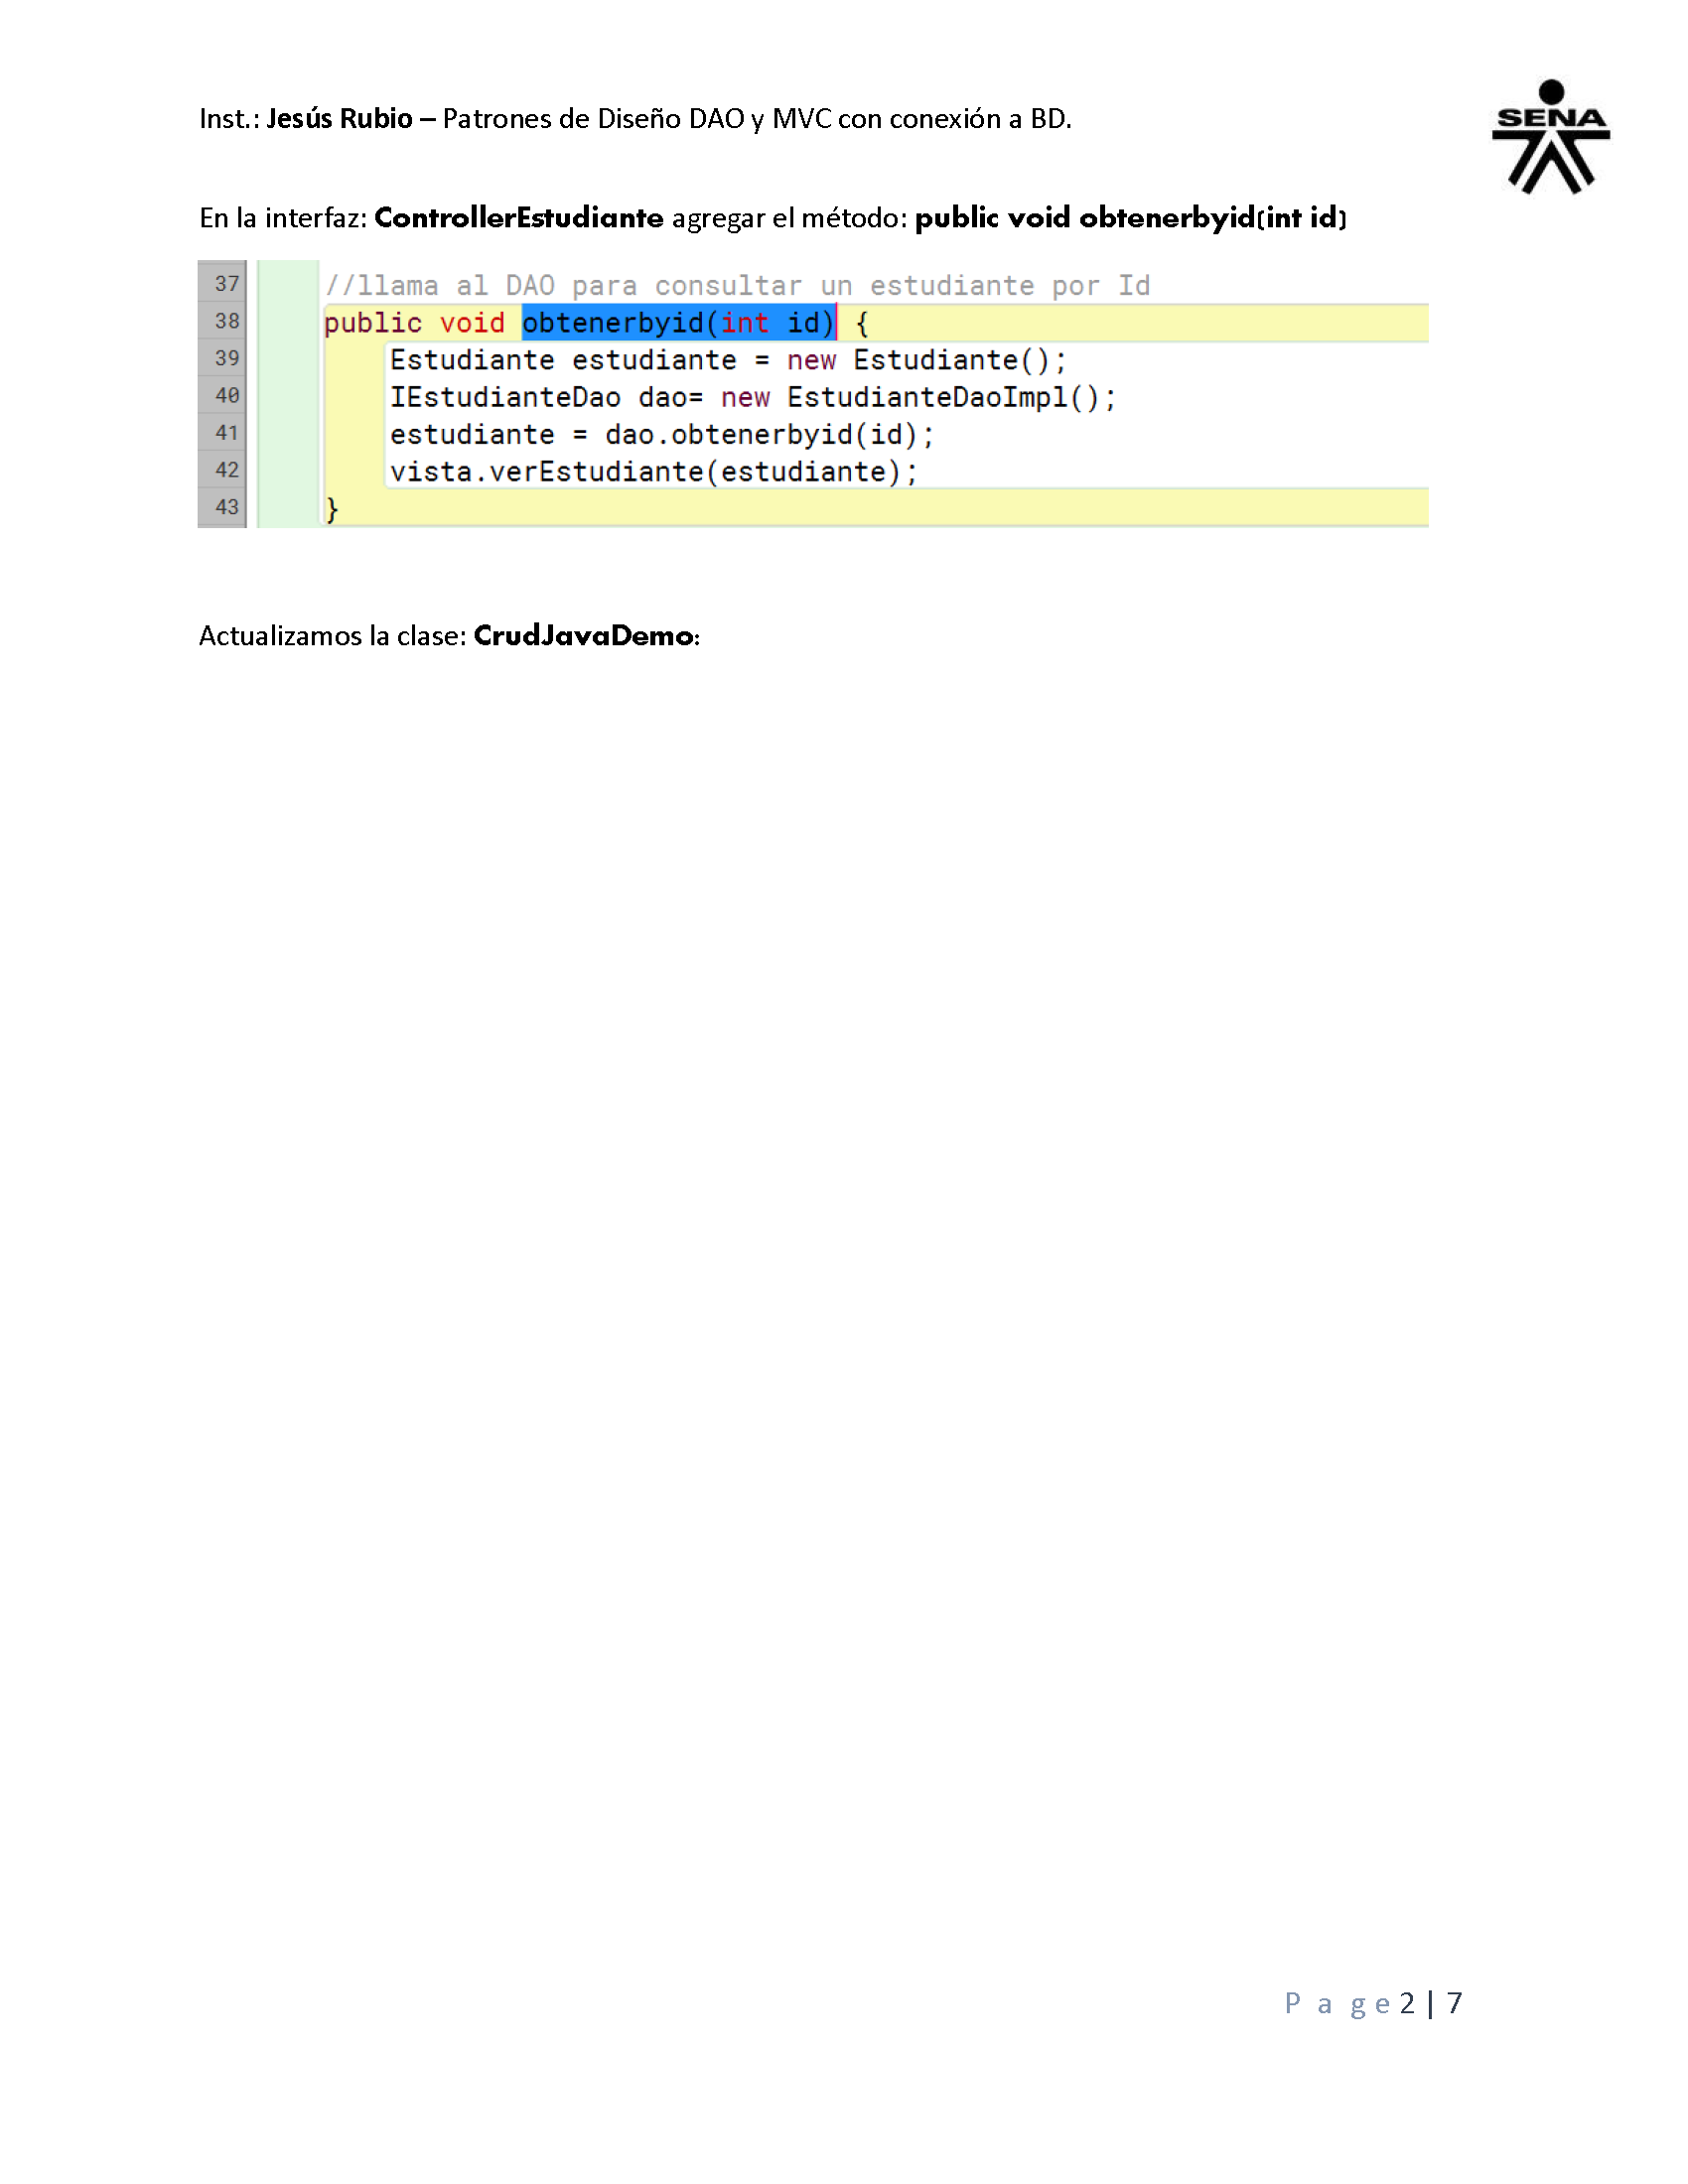 Inst.: Jesús Rubio – Patrones de Diseño DAO y MVC con conexión a BD.
SENA
En la interfaz: ControllerEstudiante agregar el método: public void obtenerbyid(int id)
37 //llama al DAO para consultar un estudiante por Id
38 public void obtenerbyid(int id) {
39 Estudiante estudiante = new Estudiante();
40 IEstudianteDao dao= new EstudianteDaoImpl();
41 estudiante = dao.obtenerbyid(id);
42 vista.verEstudiante(estudiante);
43 }
Actualizamos la clase: CrudJavaDemo:
P a g e 2 | 7